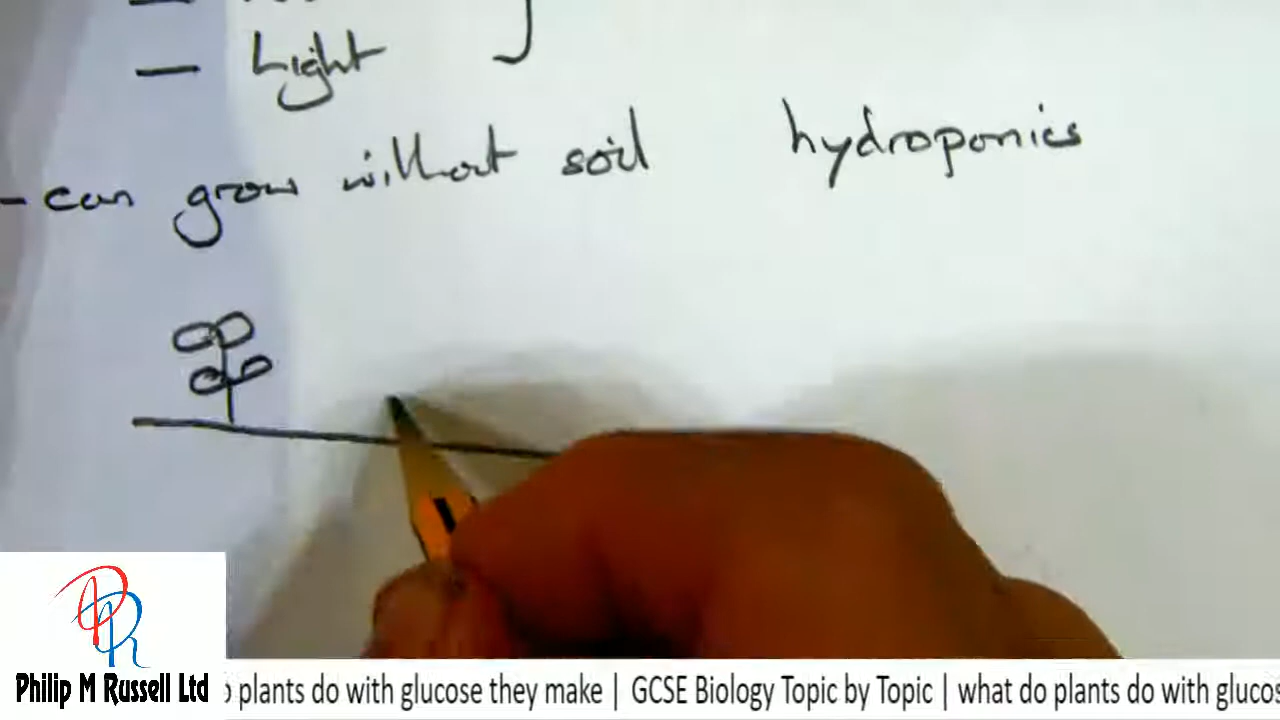 — Light
- can grow without soil hydroponics
Philip M Russell Ltd
plants do with glucose they make | GCSE Biology Topic by Topic | what do plants do with glucos